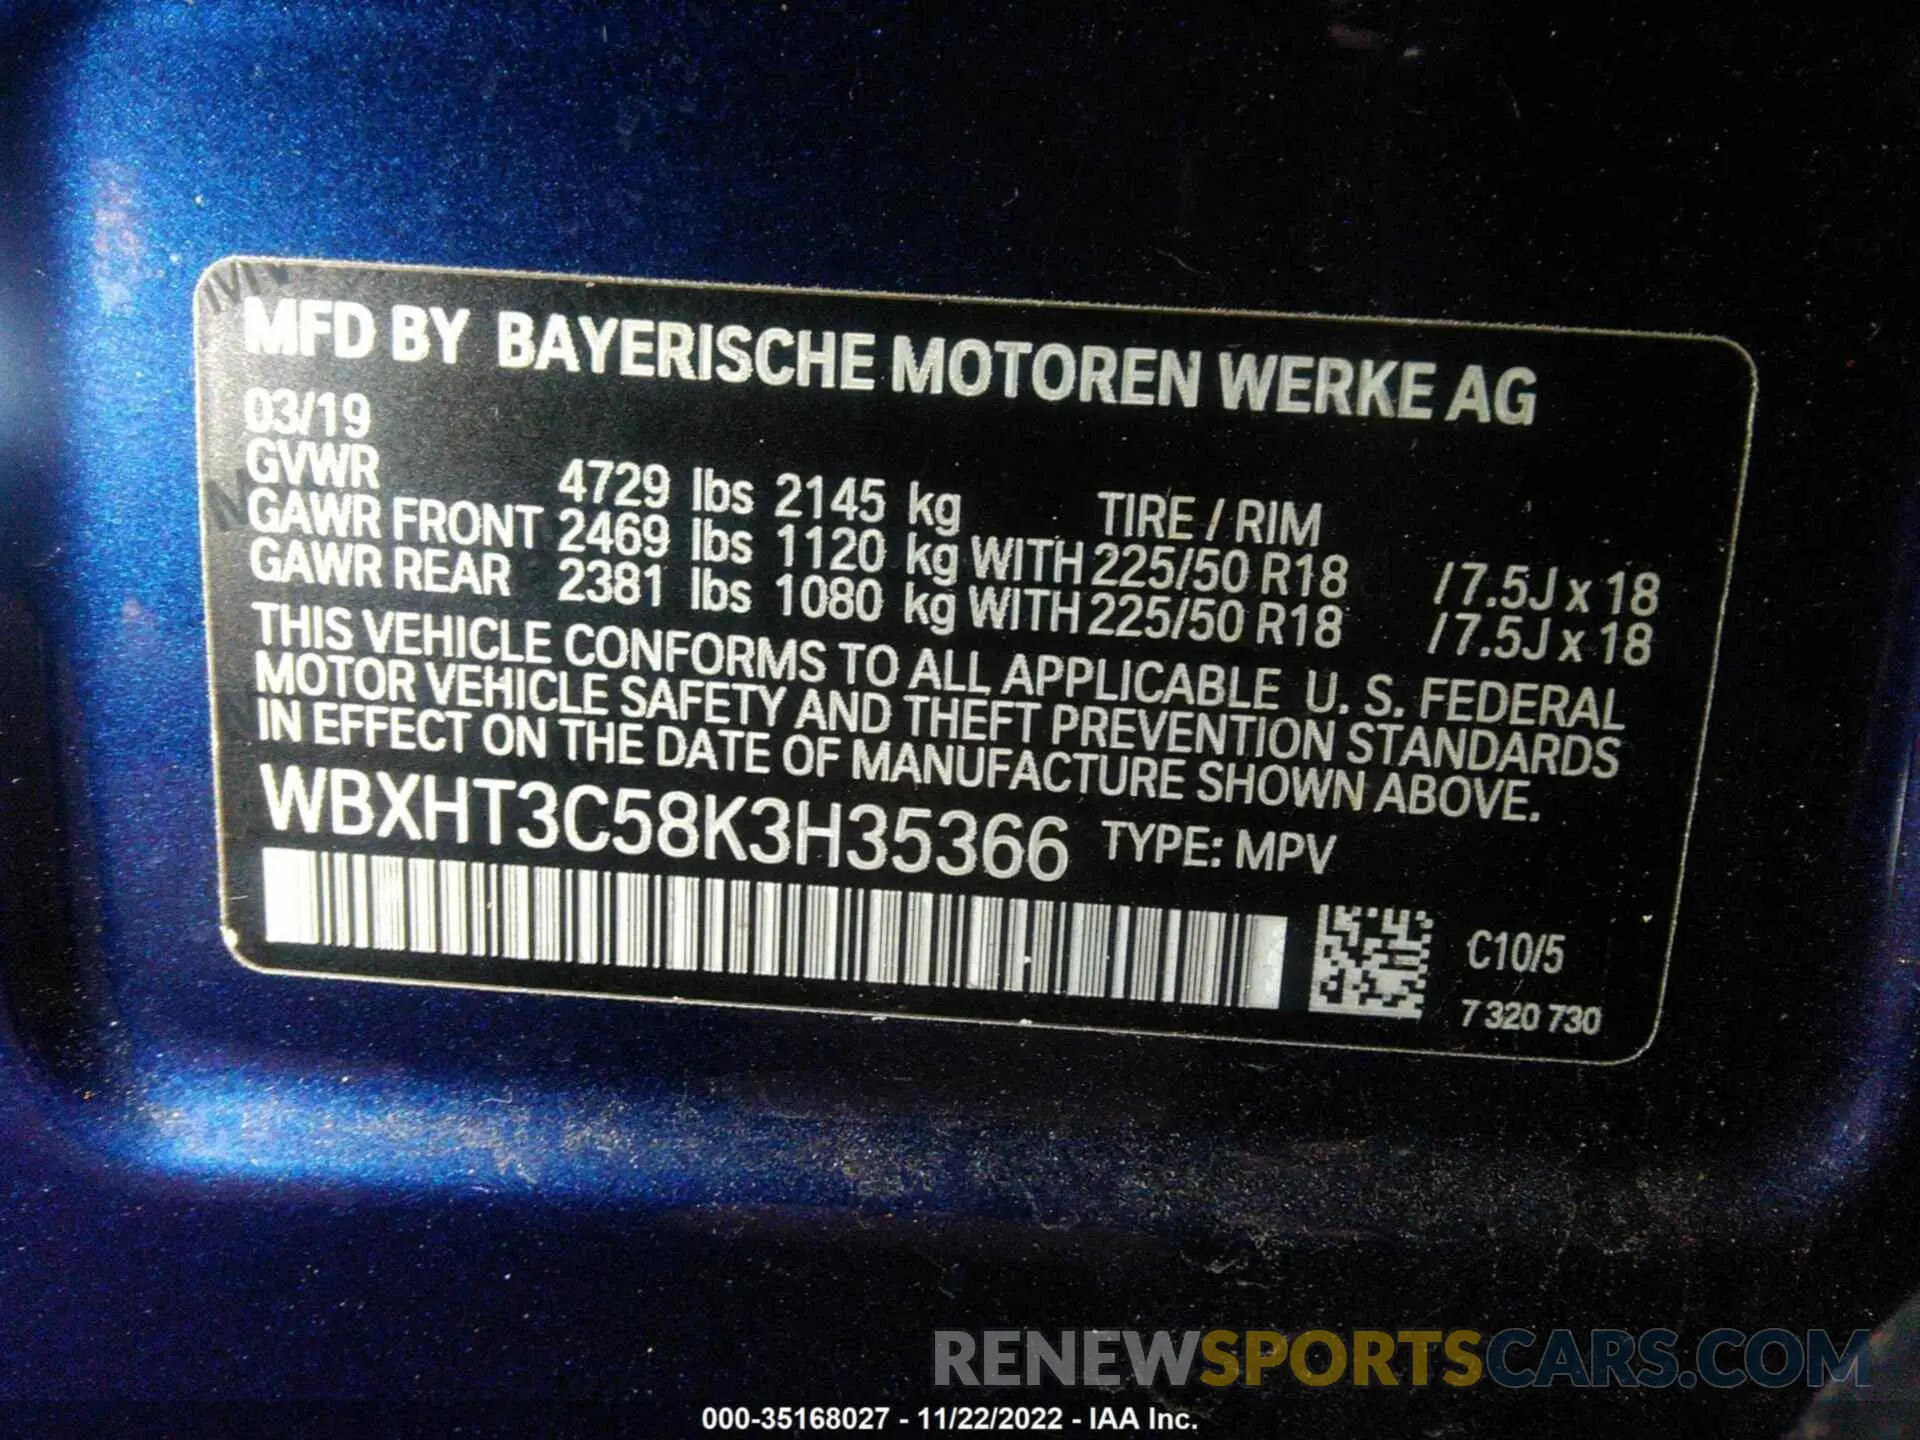 MFD BY BAYERISCHE MOTOREN WERKE AG
03/19
GVWR 4729 lbs 2145 kg TIRE / RIM
GAWR FRONT 2469 lbs 1120 kg WITH 225/50 R18 / 7.5J x 18
GAWR REAR 2381 lbs 1080 kg WITH 225/50 R18 / 7.5J x 18
THIS VEHICLE CONFORMS TO ALL APPLICABLE U. S. FEDERAL
MOTOR VEHICLE SAFETY AND THEFT PREVENTION STANDARDS
IN EFFECT ON THE DATE OF MANUFACTURE SHOWN ABOVE.
WBXHT3C58K3H35366 TYPE: MPV
C10/5
7 320 730
RENEWSPORTSCARS.COM
000-35168027 - 11/22/2022 - IAA Inc.